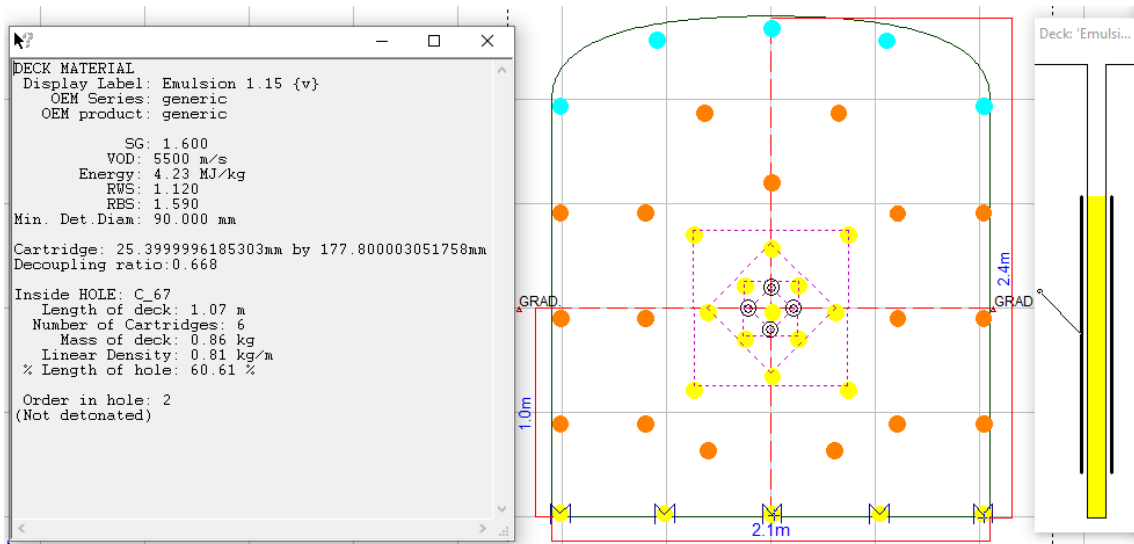 DECK MATERIAL
Display Label: Emulsion 1.15 {v}
OEM Series: generic
OEM product: generic
SG: 1.600
VOD: 5500 m/s
Energy: 4.23 MJ/kg
RWS: 1.120
RBS: 1.590
Min. Det.Diam: 90.000 mm
Cartridge: 25.3999996185303mm by 177.800003051758mm
Decoupling ratio:0.668
Inside HOLE: C_67
Length of deck: 1.07 m
Number of Cartridges: 6
Mass of deck: 0.86 kg
Linear Density: 0.81 kg/m
% Length of hole: 60.61 %
Order in hole: 2
(Not detonated)
GRAD.
GRAD
2.4m
1.0m
2.1m
Deck: 'Emulsi...